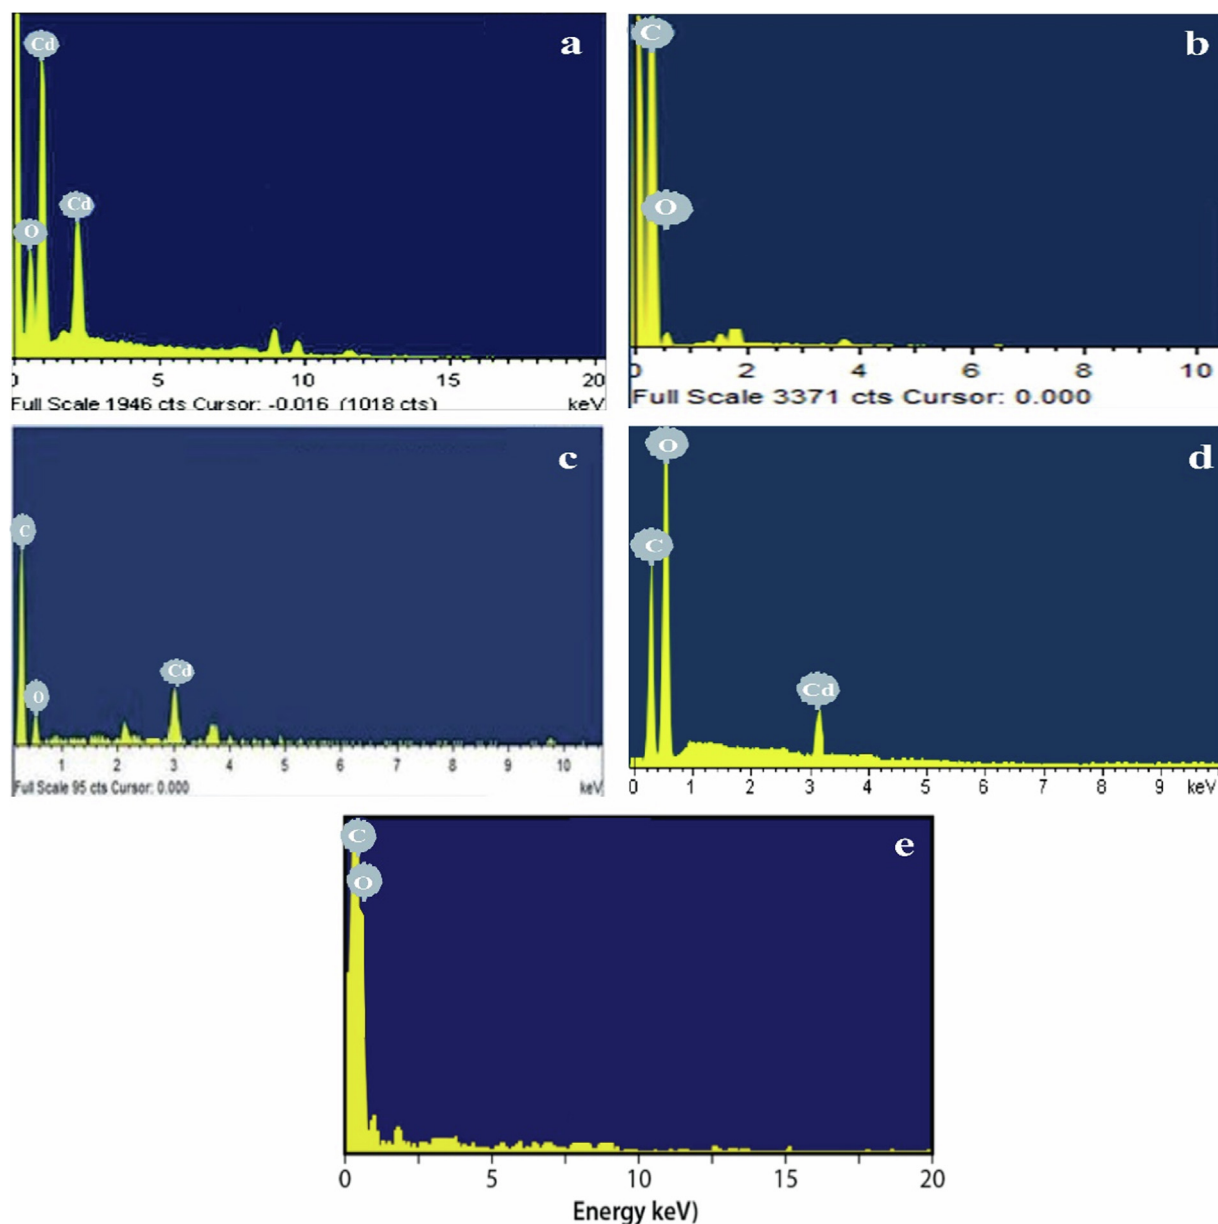 a
Cd
Cd
O
0 5 10 15 20
Full Scale 1946 cts Cursor: -0.016 (1018 cts) keV
b
C
O
0 2 4 6 8 10
Full Scale 3371 cts Cursor: 0.000
c
C
O
Cd
1 2 3 4 5 6 7 8 9 10
Full Scale 95 cts Cursor: 0.000 keV
d
O
C
Cd
0 1 2 3 4 5 6 7 8 9 keV
e
C
O
0 5 10 15 20
Energy keV)